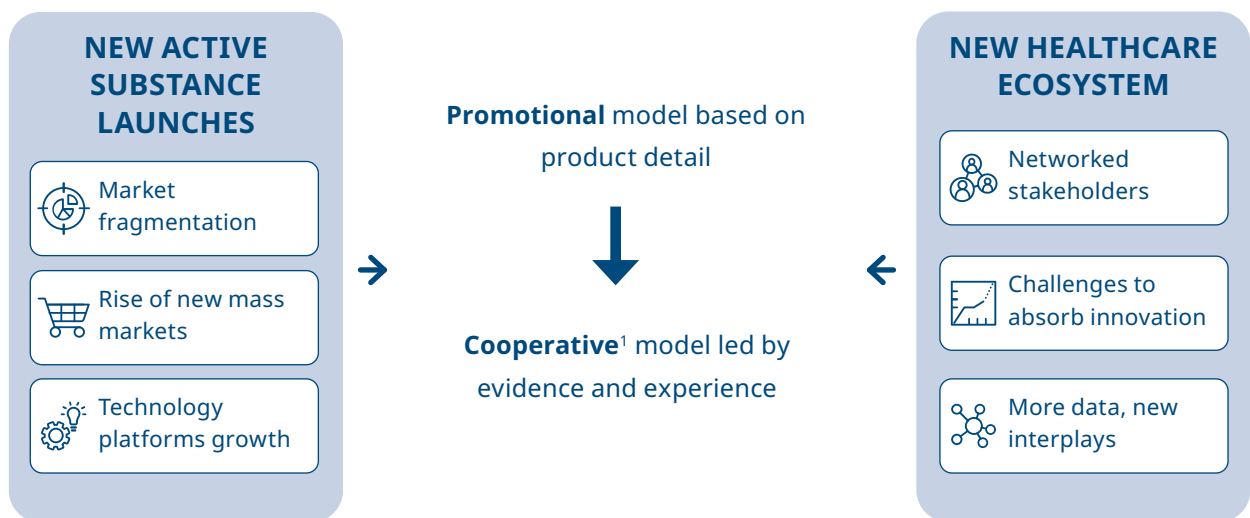 NEW ACTIVE
SUBSTANCE
LAUNCHES
Market
fragmentation
Rise of new mass
markets
Technology
platforms growth
Promotional model based on
product detail
Cooperative¹ model led by
evidence and experience
NEW HEALTHCARE
ECOSYSTEM
Networked
stakeholders
Challenges to
absorb innovation
More data, new
interplays